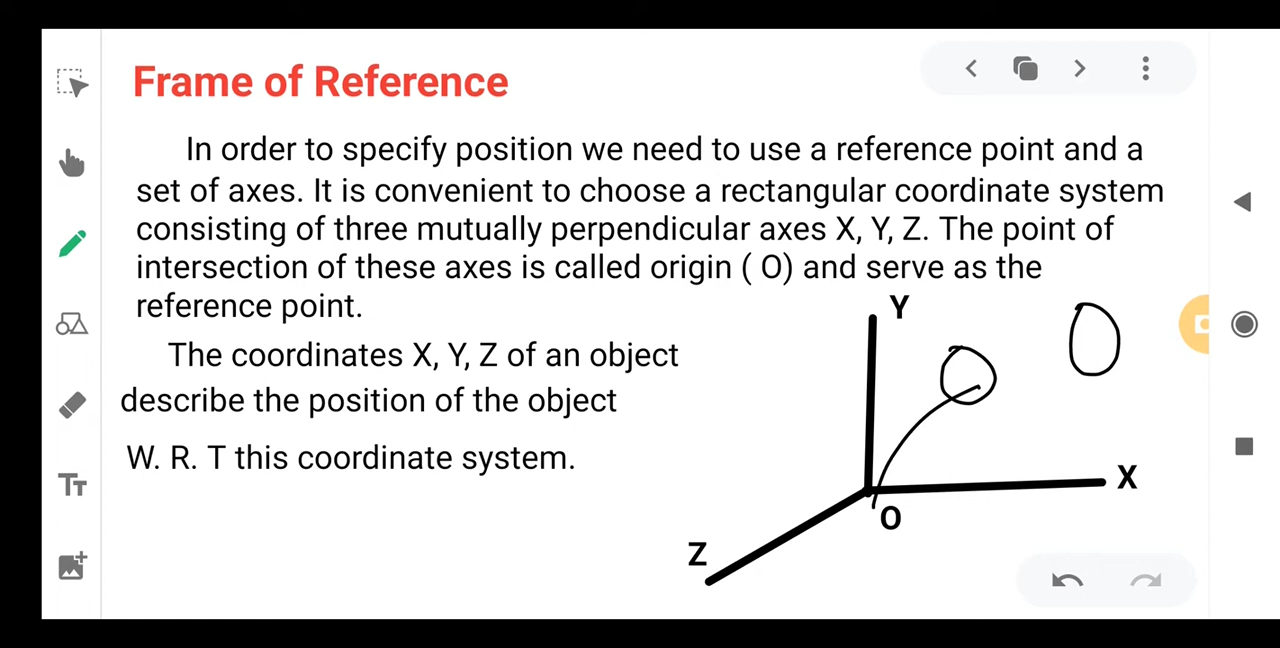 Frame of Reference
In order to specify position we need to use a reference point and a
set of axes. It is convenient to choose a rectangular coordinate system
consisting of three mutually perpendicular axes X, Y, Z. The point of
intersection of these axes is called origin ( O) and serve as the
reference point.
The coordinates X, Y, Z of an object
describe the position of the object
W. R. T this coordinate system.
Y
X
O
Z
Tт